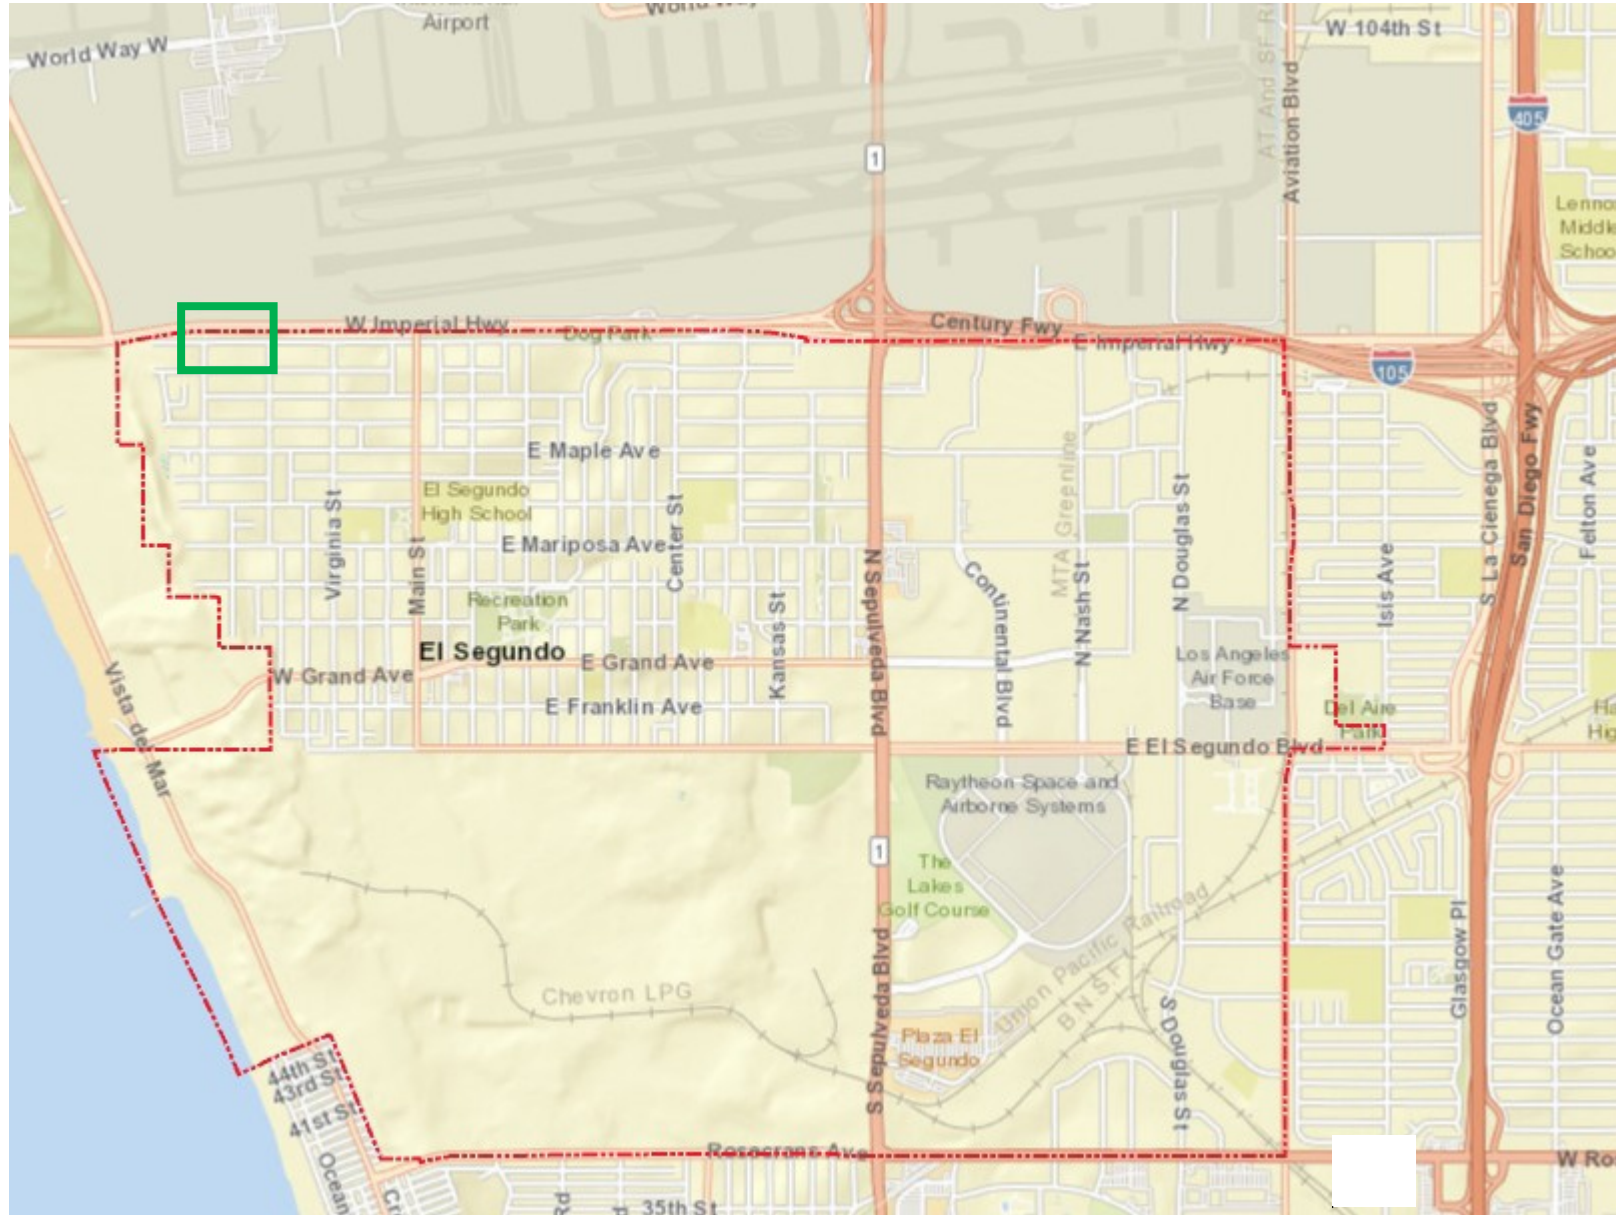 Airport
World Way
World Way W
W 104th St
AT And SF
Aviation Blvd
405
1
Middle
W Imperial Hwy
Dog Park
Century Fwy
E Imperial Hwy
105
E Maple Ave
El Segundo
High School
Virginia St
Main St
Center St
E Mariposa Ave
MTA Greenline
N Douglas St
S La Cienega Blvd
San Diego Fwy
Felton Ave
Isis Ave
N Nash St
Continental Blvd
N Sepulveda Blvd
Kansas St
Recreation
Park
El Segundo
E Grand Ave
W Grand Ave
E Franklin Ave
Los Angeles
Air Force
Base
Del Aire
Park
Vista del Mar
E El Segundo Blvd
Raytheon Space and
Airborne Systems
1
The
Lakes
Golf Course
Union Pacific Railroad
B N S F
Chevron LPG
Plaza El
Segundo
S Sepulveda Blvd
S Douglas St
Glasgow Pl
Ocean Gate Ave
44th St
43rd St
41st St
Ocean
Rosecrans Ave
W Ro
35th St
Rd